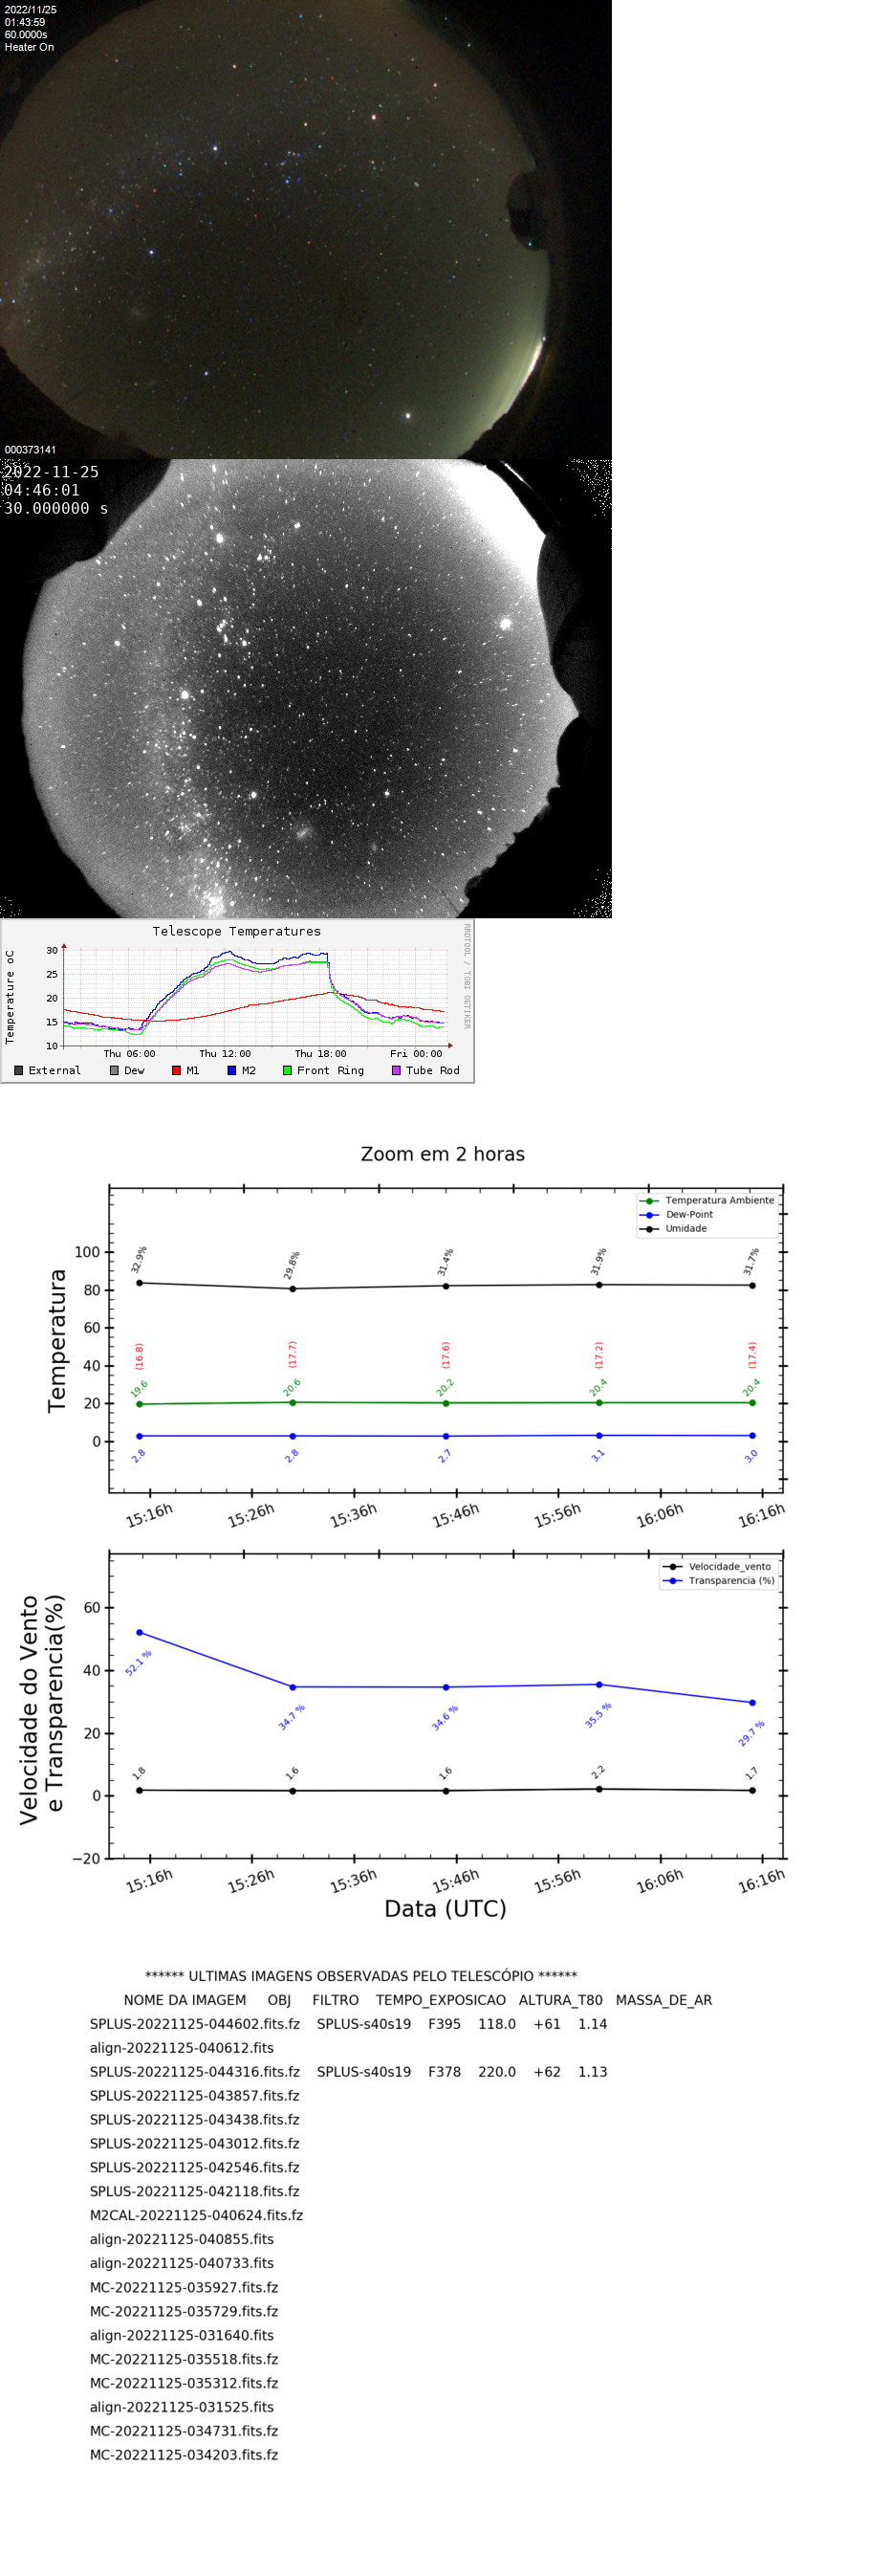 2022/11/25
01:43:59
60.0000s
Heater On
000373141
2022-11-25
04:46:01
30.000000 s
Telescope Temperatures
RRDTOOL / TOBI OETIKER
Temperature oC
30
25
20
15
10
Thu 06:00 Thu 12:00 Thu 18:00 Fri 00:00
External Dew M1 M2 Front Ring Tube Rod
Zoom em 2 horas
Temperatura
Temperatura Ambiente
Dew-Point
Umidade
100
80
60
40
20
0
32.9% 29.8% 31.4% 31.9% 31.7%
(16.8) (17.7) (17.6) (17.2) (17.4)
19.6 20.6 20.2 20.4 20.4
2.8 2.8 2.7 3.1 3.0
15:16h 15:26h 15:36h 15:46h 15:56h 16:06h 16:16h
Velocidade do Vento
e Transparencia(%)
Velocidade_vento
Transparencia (%)
60
40
20
0
−20
52.1 % 34.7 % 34.6 % 35.5 % 29.7 %
1.8 1.6 1.6 2.2 1.7
15:16h 15:26h 15:36h 15:46h 15:56h 16:06h 16:16h
Data (UTC)
****** ULTIMAS IMAGENS OBSERVADAS PELO TELESCÓPIO ******
NOME DA IMAGEM OBJ FILTRO TEMPO_EXPOSICAO ALTURA_T80 MASSA_DE_AR
SPLUS-20221125-044602.fits.fz SPLUS-s40s19 F395 118.0 +61 1.14
align-20221125-040612.fits
SPLUS-20221125-044316.fits.fz SPLUS-s40s19 F378 220.0 +62 1.13
SPLUS-20221125-043857.fits.fz
SPLUS-20221125-043438.fits.fz
SPLUS-20221125-043012.fits.fz
SPLUS-20221125-042546.fits.fz
SPLUS-20221125-042118.fits.fz
M2CAL-20221125-040624.fits.fz
align-20221125-040855.fits
align-20221125-040733.fits
MC-20221125-035927.fits.fz
MC-20221125-035729.fits.fz
align-20221125-031640.fits
MC-20221125-035518.fits.fz
MC-20221125-035312.fits.fz
align-20221125-031525.fits
MC-20221125-034731.fits.fz
MC-20221125-034203.fits.fz